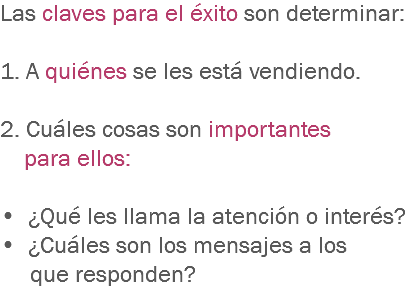 Las claves para el éxito son determinar:
1. A quiénes se les está vendiendo.
2. Cuáles cosas son importantes
para ellos:
• ¿Qué les llama la atención o interés?
• ¿Cuáles son los mensajes a los
que responden?